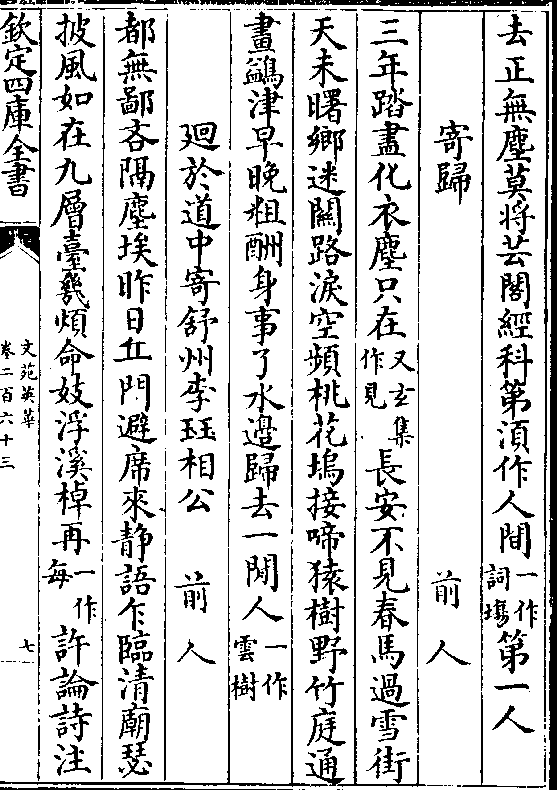 去正無塵莫將芸閣經科第湏作人間一作詞塲第一人
寄歸　前人
三年踏盡化衣塵只在又玄集作見長安不見春馬過雪街
天未曙鄉迷闗路淚空頻桃花塢接啼猿樹野竹庭通
畫鷁津早晚粗酬身事了水邉歸去一閒人一作雲樹
廻於道中寄舒州李珏相公　前人
都無鄙吝隔塵埃昨日丘門避席來静語乍臨清廟瑟
披風如在九層臺幾煩命妓浮溪棹再一作每許論詩注
欽定四庫全書
文苑英華
卷二百六十三
七